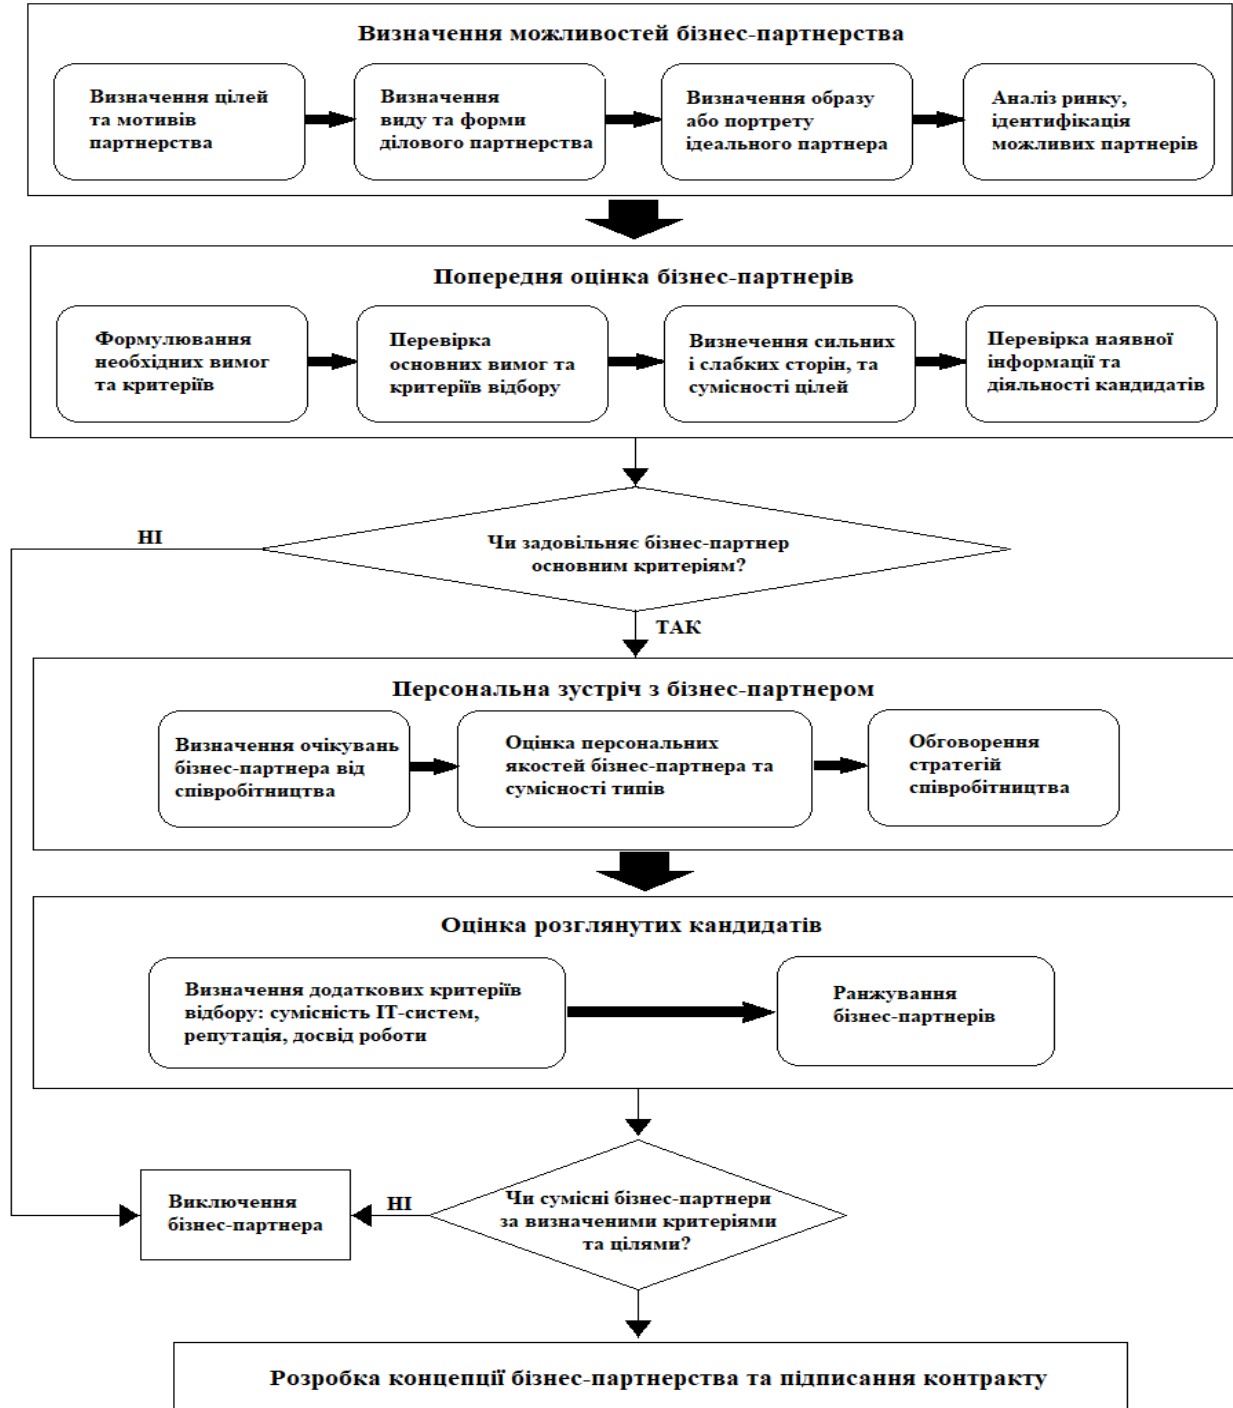 Визначення можливостей бізнес-партнерства
Визначення цілей
та мотивів
партнерства
Визначення
виду та форми
ділового партнерства
Визначення образу
або портрету
ідеального партнера
Аналіз ринку,
ідентифікація
можливих партнерів
Попередня оцінка бізнес-партнерів
Формулювання
необхідних вимог
та критеріїв
Перевірка
основних вимог та
критеріїв відбору
Визнечення сильних
і слабких сторін, та
сумісності цілей
Перевірка наявної
інформації та
діяльності кандидатів
НІ
Чи задовільняє бізнес-партнер
основним критеріям?
ТАК
Персональна зустріч з бізнес-партнером
Визначення очікувань
бізнес-партнера від
співробітництва
Оцінка персональних
якостей бізнес-партнера та
сумісності типів
Обговорення
стратегій
співробітництва
Оцінка розглянутих кандидатів
Визначення додаткових критеріїв
відбору: сумісність ІТ-систем,
репутація, досвід роботи
Ранжування
бізнес-партнерів
Виключення
бізнес-партнера
НІ
Чи сумісні бізнес-партнери
за визначеними критеріями
та цілями?
Розробка концепції бізнес-партнерства та підписання контракту